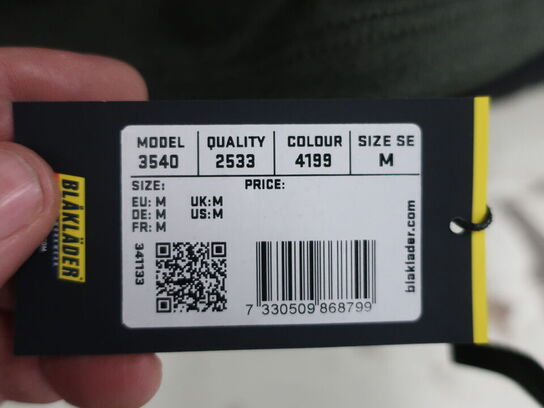 MODEL QUALITY COLOUR SIZE SE
3540 2533 4199 M
SIZE: PRICE:
EU: M UK:M
DE: M US:M
FR: M
341133
7 330509 868799
blaklader.com
BLÅKLÄDER